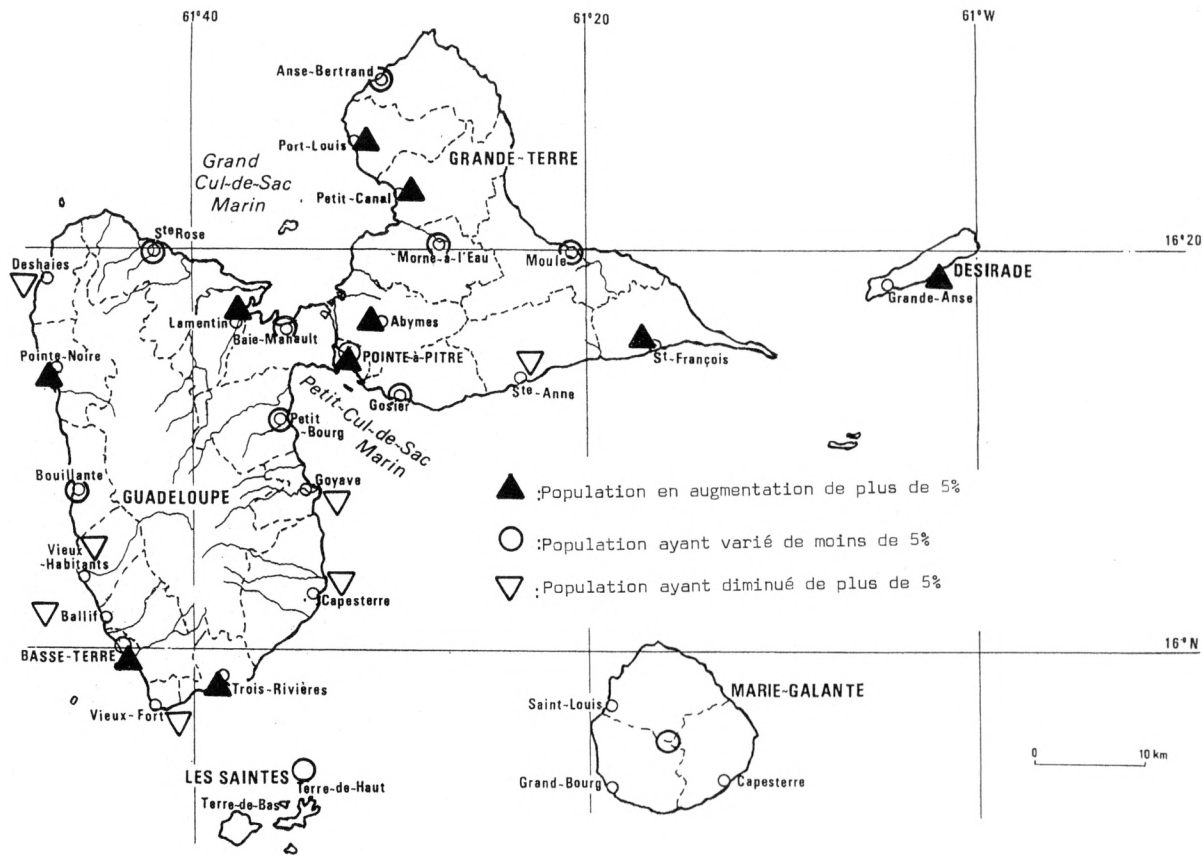 61°40
61°20
61°W
Anse-Bertrand
Port-Louis
GRANDE-TERRE
Grand
Cul-de-Sac
Marin
Petit-Canal
Ste Rose
Morne-à-l'Eau
Moule
16°20
Deshaies
DESIRADE
Grande-Anse
Lamentin
Baie-Mahault
Abymes
Pointe-Noire
POINTE-à-PITRE
St-François
Ste-Anne
Gosier
Petit-Cul-de-Sac
Marin
Petit
-Bourg
Bouillante
GUADELOUPE
Goyave
:Population en augmentation de plus de 5%
:Population ayant varié de moins de 5%
:Population ayant diminué de plus de 5%
Vieux
-Habitants
Capesterre
Ballif
BASSE-TERRE
16°N
Trois-Rivières
MARIE-GALANTE
Saint-Louis
Vieux-Fort
0
10 km
LES SAINTES
Terre-de-Haut
Grand-Bourg
Capesterre
Terre-de-Bas